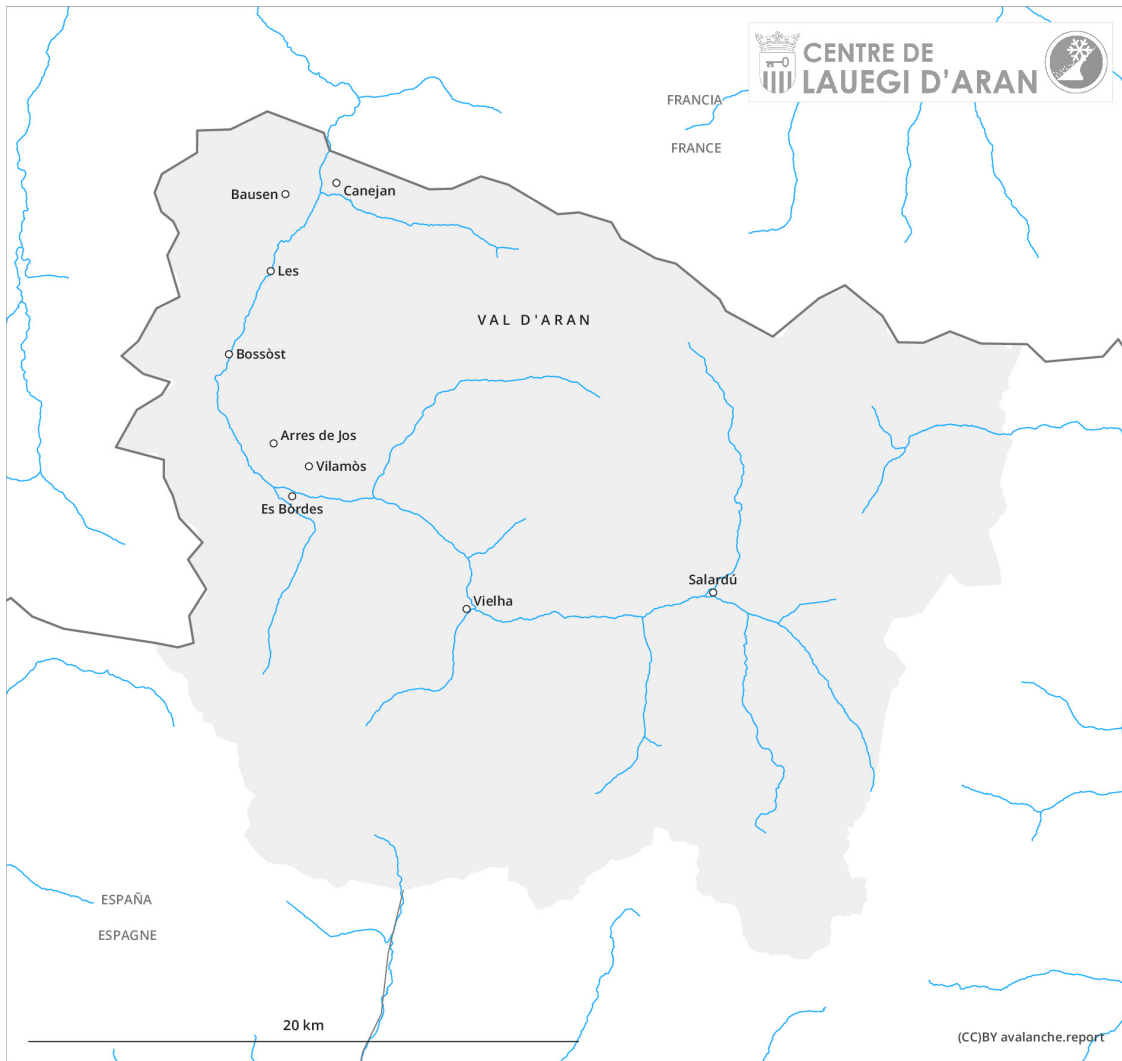 CENTRE DE
LAUEGI D'ARAN
FRANCIA
FRANCE
Bausen
Canejan
Les
VAL D'ARAN
Bossòst
Arres de Jos
Vilamòs
Es Bòrdes
Salardú
Vielha
ESPAÑA
ESPAGNE
20 km
(CC)BY avalanche.report